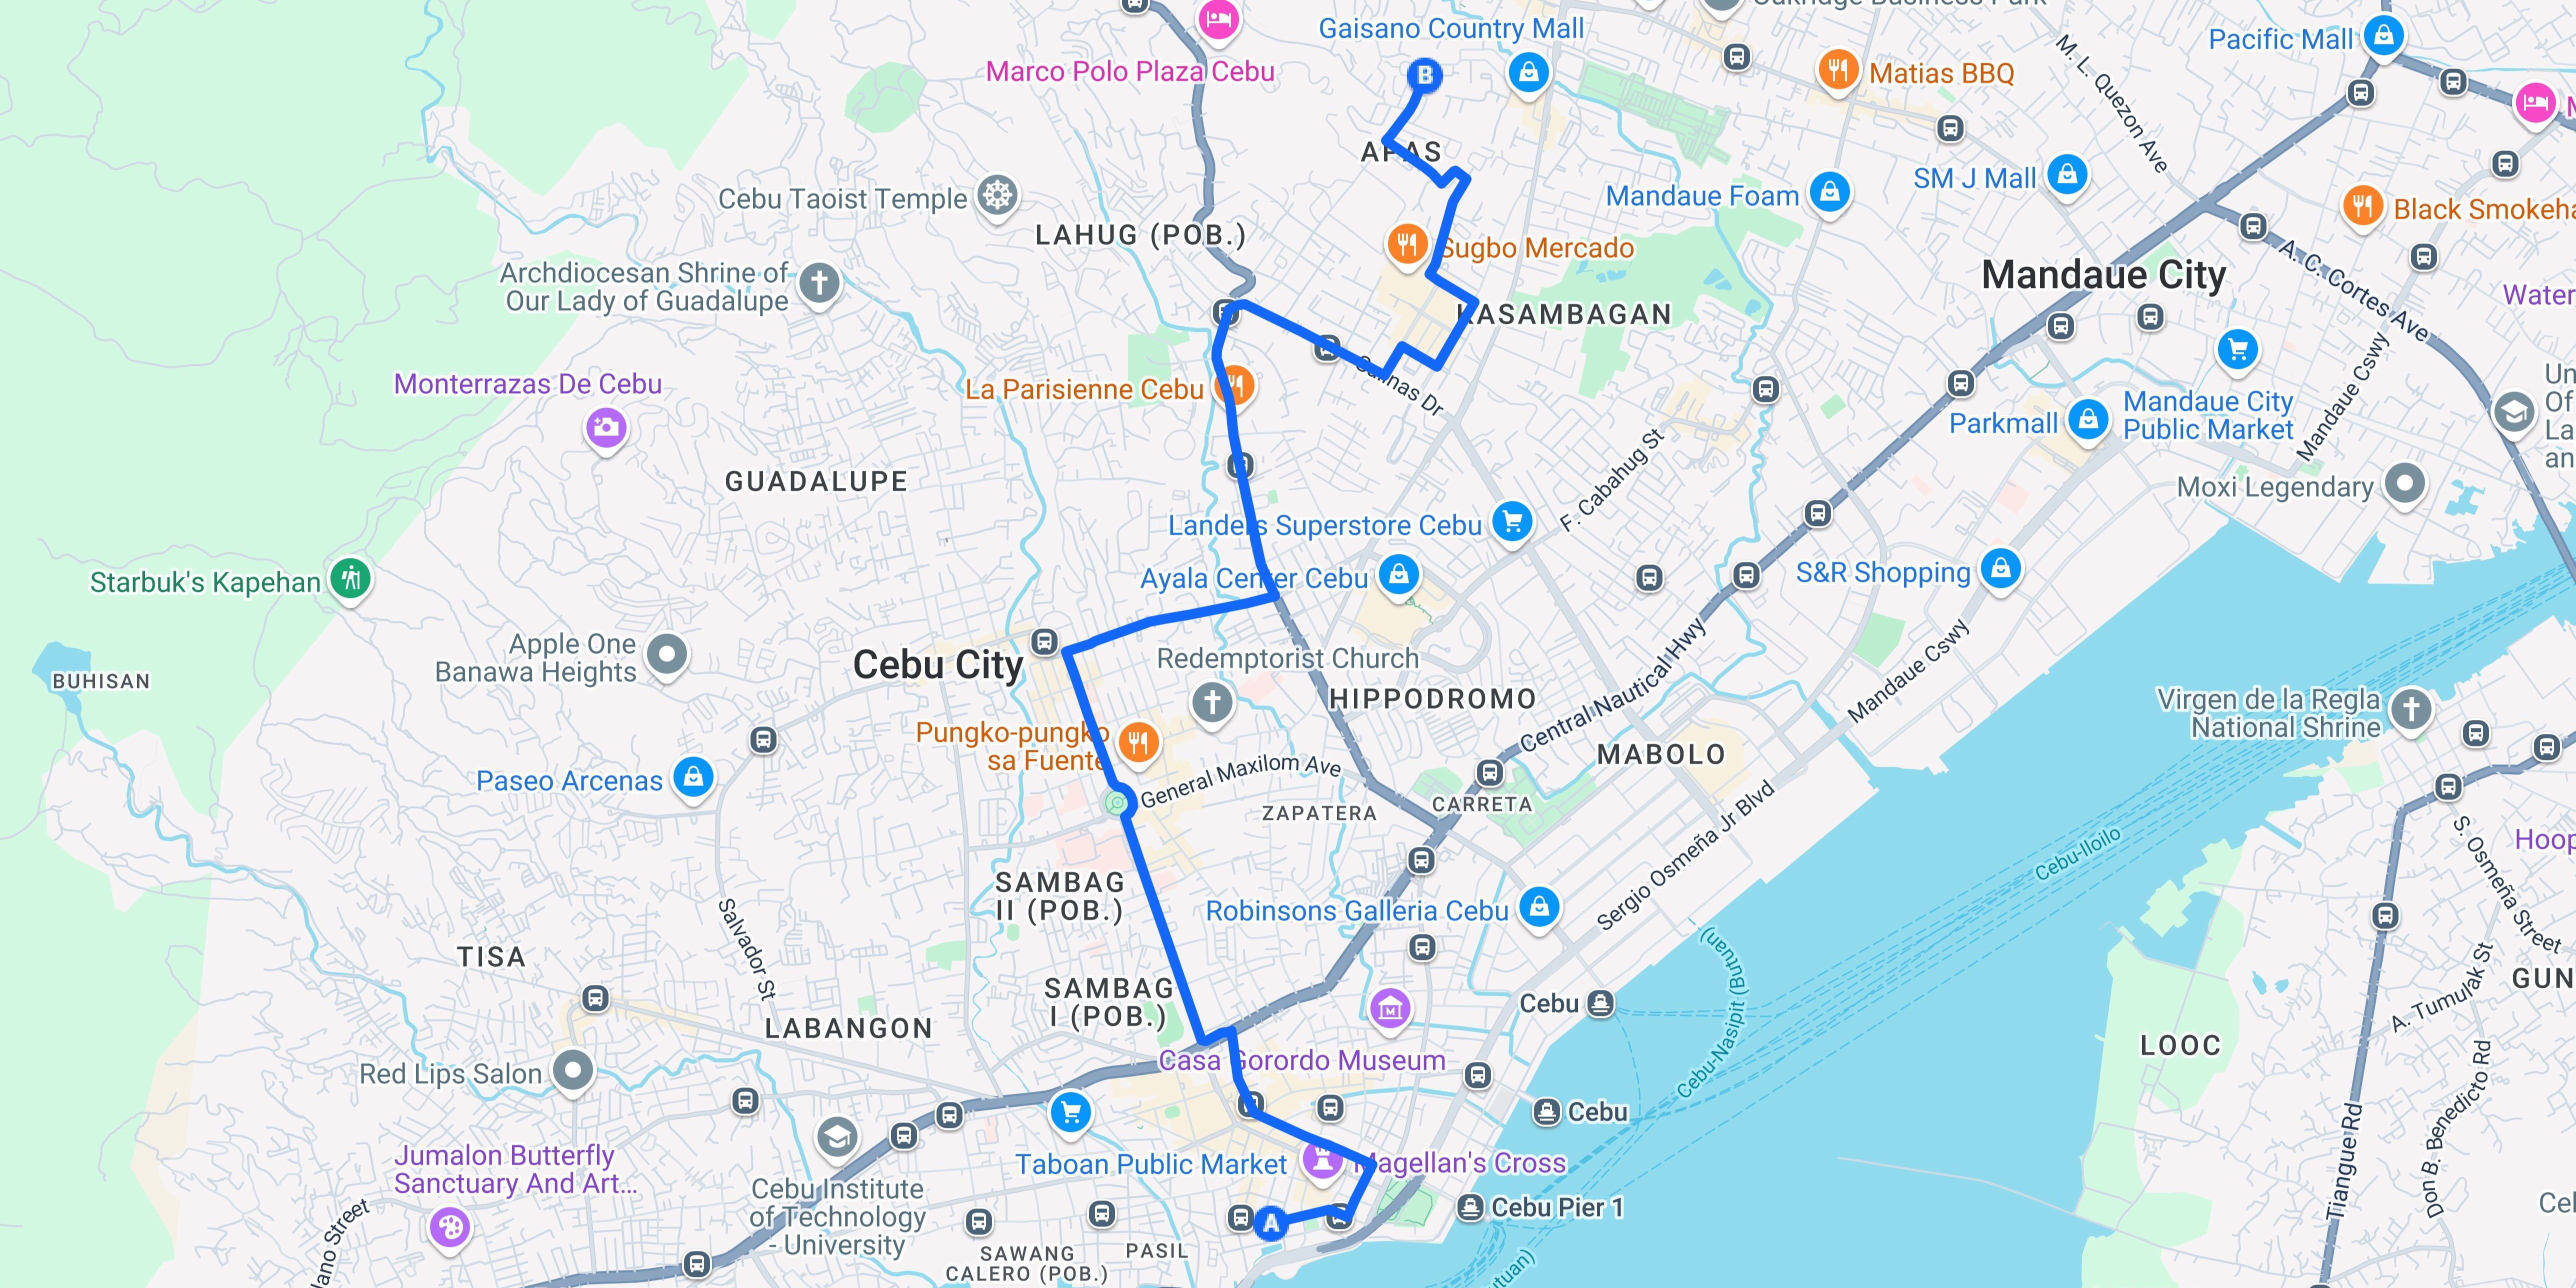 Gaisano Country Mall
Pacific Mall
Marco Polo Plaza Cebu
B
Matias BBQ
M. L. Quezon Ave
APAS
Mandaue Foam
SM J Mall
Cebu Taoist Temple
LAHUG (POB.)
Sugbo Mercado
Black Smokeha
A. C. Cortes Ave
Archdiocesan Shrine of
Our Lady of Guadalupe
KASAMBAGAN
Mandaue City
Water
Monterrazas De Cebu
La Parisienne Cebu
Salinas Dr
Parkmall
Mandaue City
Public Market
Mandaue Cswy
Un
Of
La
an
GUADALUPE
F. Cabahug St
Moxi Legendary
Landers Superstore Cebu
Starbuk's Kapehan
Ayala Center Cebu
S&R Shopping
Apple One
Banawa Heights
Cebu City
Redemptorist Church
Central Nautical Hwy
Mandaue Cswy
BUHISAN
HIPPODROMO
Virgen de la Regla
National Shrine
Pungko-pungko
sa Fuente
MABOLO
Paseo Arcenas
General Maxilom Ave
ZAPATERA
CARRETA
Sergio Osmeña Jr Blvd
Cebu-Iloilo
S. Osmeña Street
Hoop
SAMBAG
II (POB.)
Robinsons Galleria Cebu
Salvador St
TISA
SAMBAG
I (POB.)
Cebu
Cebu-Nasipit (Butuan)
A. Tumulak St
GUN
LABANGON
LOOC
Red Lips Salon
Casa Gorordo Museum
Cebu
Don B. Benedicto Rd
Tiangue Rd
Jumalon Butterfly
Sanctuary And Art...
Taboan Public Market
Magellan's Cross
Cebu Institute
of Technology
- University
A
Cebu Pier 1
Cel
lano Street
SAWANG
CALERO (POB.)
PASIL
utuan)